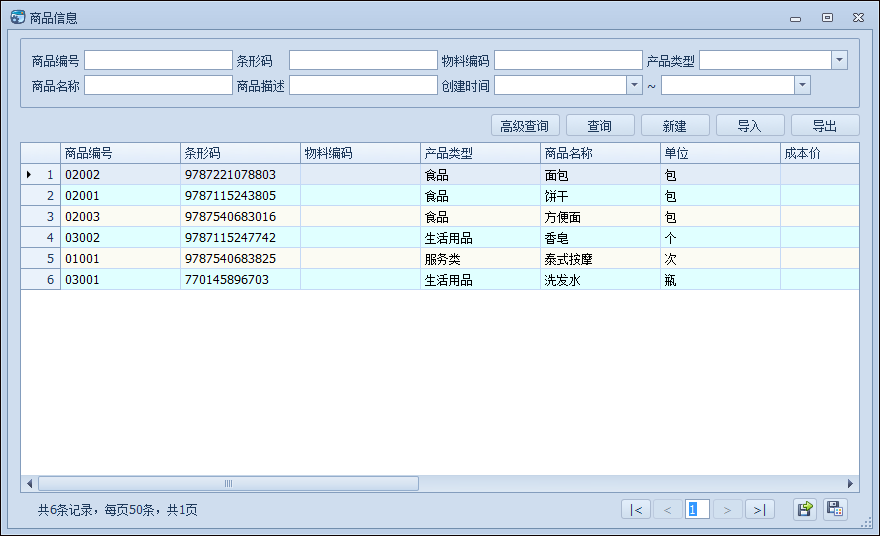 商品信息
商品编号 条形码 物料编码 产品类型
商品名称 商品描述 创建时间 ~
高级查询 查询 新建 导入 导出
商品编号 条形码 物料编码 产品类型 商品名称 单位 成本价
1 02002 9787221078803 食品 面包 包
2 02001 9787115243805 食品 饼干 包
3 02003 9787540683016 食品 方便面 包
4 03002 9787115247742 生活用品 香皂 个
5 01001 9787540683825 服务类 泰式按摩 次
6 03001 770145896703 生活用品 洗发水 瓶
共6条记录，每页50条，共1页 |< < 1 > >|